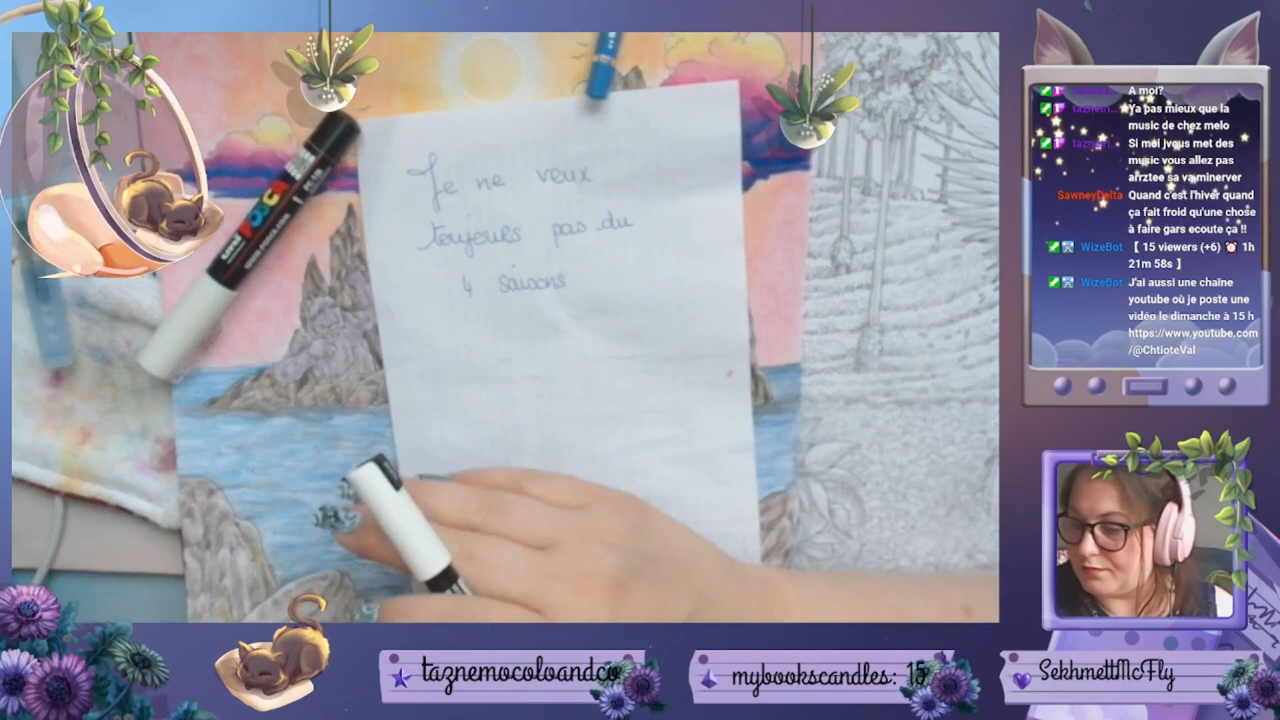 Je ne veux
toujours pas du
4 saisons
POSCA
A moi?
Ya pas mieux que la
music de chez melo
Si moi jvous met des
music vous allez pas
arrztee sa va minerver
SawneyDelta Quand c'est l'hiver quand
ça fait froid qu'une chose
à faire gars ecoute ça !!
WizeBot 【 15 viewers (+6) ⏰ 1h
21m 58s 】
WizeBot J'ai aussi une chaîne
youtube où je poste une
vidéo le dimanche à 15 h
https://www.youtube.com
/@ChtioteVal
taznemocoloandco
mybookscandles: 15
SekhmettMcFly